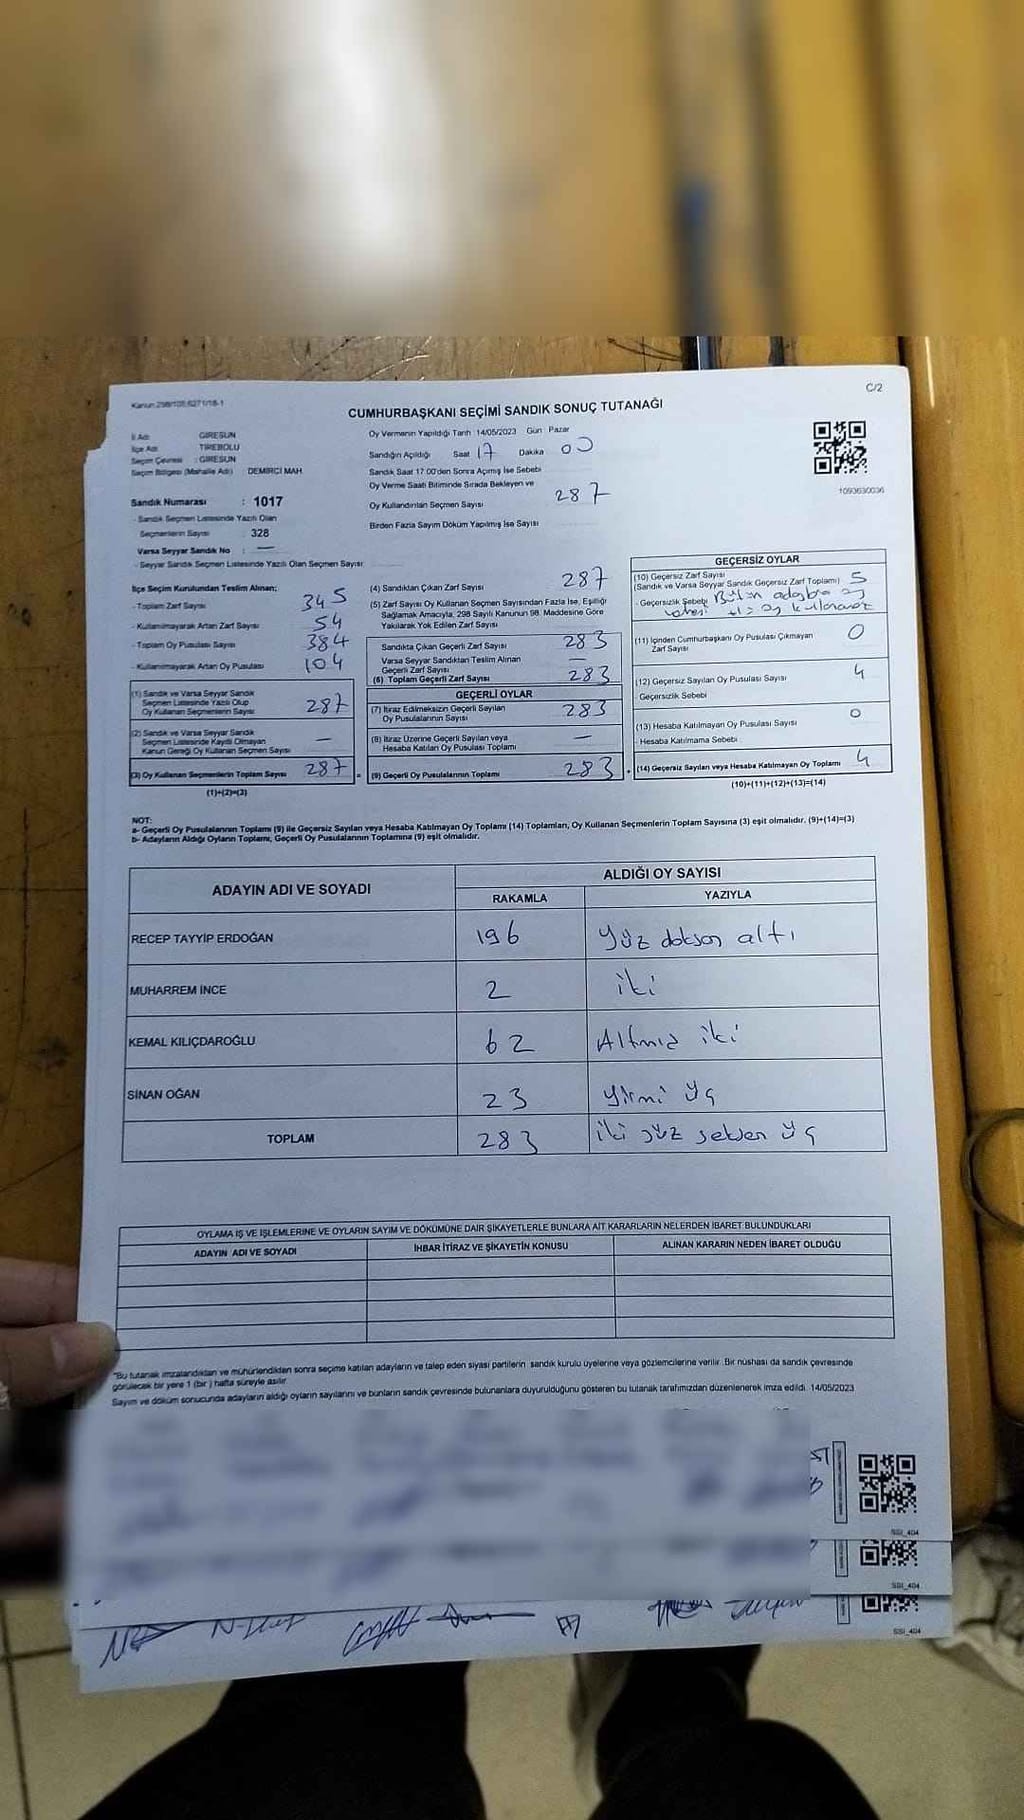 C/2
Kanun 298/105;6271/18-1
CUMHURBAŞKANI SEÇİMİ SANDIK SONUÇ TUTANAĞI
İl Adı GİRESUN
İlçe Adı TİREBOLU
Seçim Çevresi : GİRESUN
Seçim Bölgesi (Mahalle Adı) DEMİRCİ MAH.
Sandık Numarası : 1017
- Sandık Seçmen Listesinde Yazılı Olan
Seçmenlerin Sayısı : 328
Varsa Seyyar Sandık No : —
- Seyyar Sandık Seçmen Listesinde Yazılı Olan Seçmen Sayısı:
Oy Vermenin Yapıldığı Tarih :14/05/2023 Gün : Pazar
Sandığın Açıldığı Saat 17 Dakika 00
Sandık Saat 17:00'den Sonra Açılmış İse Sebebi
Oy Verme Saati Bitiminde Sırada Bekleyen ve
Oy Kullandırılan Seçmen Sayısı 287
Birden Fazla Sayım Döküm Yapılmış İse Sayısı
1093630036
İlçe Seçim Kurulundan Teslim Alınan;
- Toplam Zarf Sayısı 345
- Kullanılmayarak Artan Zarf Sayısı 54
- Toplam Oy Pusulası Sayısı 384
- Kullanılmayarak Artan Oy Pusulası 104
(1) Sandık ve Varsa Seyyar Sandık
Seçmen Listesinde Yazılı Olup
Oy Kullanan Seçmenlerin Sayısı 287
(2) Sandık ve Varsa Seyyar Sandık
Seçmen Listesinde Kayıtlı Olmayan
Kanun Gereği Oy Kullanan Seçmen Sayısı —
(3) Oy Kullanan Seçmenlerin Toplam Sayısı 287
(1)+(2)=(3)
(4) Sandıktan Çıkan Zarf Sayısı 287
(5) Zarf Sayısı Oy Kullanan Seçmen Sayısından Fazla İse, Eşitliği
Sağlamak Amacıyla, 298 Sayılı Kanunun 98. Maddesine Göre
Yakılarak Yok Edilen Zarf Sayısı
Sandıkta Çıkan Geçerli Zarf Sayısı 283
Varsa Seyyar Sandıktan Teslim Alınan
Geçerli Zarf Sayısı —
(6) Toplam Geçerli Zarf Sayısı 283
GEÇERLİ OYLAR
(7) İtiraz Edilmeksizin Geçerli Sayılan
Oy Pusulalarının Sayısı 283
(8) İtiraz Üzerine Geçerli Sayılan veya
Hesaba Katılan Oy Pusulası Toplamı —
(9) Geçerli Oy Pusulalarının Toplamı 283
GEÇERSİZ OYLAR
(10) Geçersiz Zarf Sayısı
(Sandık ve Varsa Seyyar Sandık Geçersiz Zarf Toplamı) 5
- Geçersizlik Sebebi Bütün adaylara oy
oy kullanmak
(11) İçinden Cumhurbaşkanı Oy Pusulası Çıkmayan
Zarf Sayısı 0
(12) Geçersiz Sayılan Oy Pusulası Sayısı 4
Geçersizlik Sebebi
(13) Hesaba Katılmayan Oy Pusulası Sayısı 0
- Hesaba Katılmama Sebebi
(14) Geçersiz Sayılan veya Hesaba Katılmayan Oy Toplamı 4
(10)+(11)+(12)+(13)=(14)
NOT:
a- Geçerli Oy Pusulalarının Toplamı (9) ile Geçersiz Sayılan veya Hesaba Katılmayan Oy Toplamı (14) Toplamları, Oy Kullanan Seçmenlerin Toplam Sayısına (3) eşit olmalıdır. (9)+(14)=(3)
b- Adayların Aldığı Oyların Toplamı, Geçerli Oy Pusulalarının Toplamına (9) eşit olmalıdır.
ADAYIN ADI VE SOYADI
ALDIĞI OY SAYISI
RAKAMLA YAZIYLA
RECEP TAYYİP ERDOĞAN 196 Yüz doksan altı
MUHARREM İNCE 2 iki
KEMAL KILIÇDAROĞLU 62 Altmış iki
SİNAN OĞAN 23 Yirmi üç
TOPLAM 283 iki yüz seksen üç
OYLAMA İŞ VE İŞLEMLERİNE VE OYLARIN SAYIM VE DÖKÜMÜNE DAİR ŞİKAYETLERLE BUNLARA AİT KARARLARIN NELERDEN İBARET BULUNDUKLARI
ADAYIN ADI VE SOYADI İHBAR İTİRAZ VE ŞİKAYETİN KONUSU ALINAN KARARIN NEDEN İBARET OLDUĞU
"Bu tutanak imzalandıktan ve mühürlendikten sonra seçime katılan adayların ve talep eden siyasi partilerin sandık kurulu üyelerine veya gözlemcilerine verilir. Bir nüshası da sandık çevresinde
görülecek bir yere 1 (bir) hafta süreyle asılır
Sayım ve döküm sonucunda adayların aldığı oyların sayılarını ve bunların sandık çevresinde bulunanlara duyurulduğunu gösteren bu tutanak tarafımızdan düzenlenerek imza edildi. 14/05/2023
SSI_404
SSI_404
SSI_404